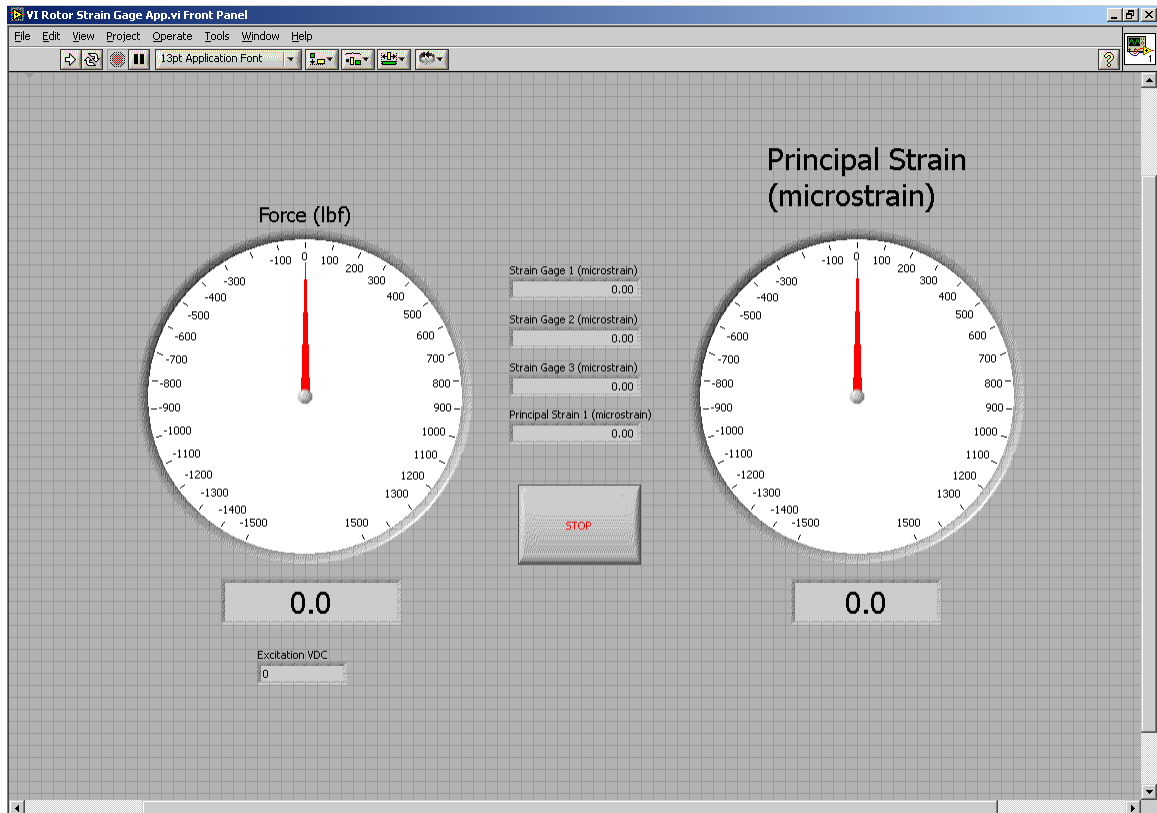 VI Rotor Strain Gage App.vi Front Panel
File Edit View Project Operate Tools Window Help
13pt Application Font
?
1
Principal Strain
(microstrain)
Force (lbf)
-100 0 100
200
-300 300
-400 400
-500 500
-600 600
-700 700
-800 800
-900 900
-1000 1000
-1100 1100
-1200 1200
-1300 1300
-1400
-1500 1500
0.0
Excitation VDC
0
Strain Gage 1 (microstrain)
0.00
Strain Gage 2 (microstrain)
0.00
Strain Gage 3 (microstrain)
0.00
Principal Strain 1 (microstrain)
0.00
STOP
-100 0 100
200
-300 300
-400 400
-500 500
-600 600
-700 700
-800 800
-900 900
-1000 1000
-1100 1100
-1200 1200
-1300 1300
-1400
-1500 1500
0.0